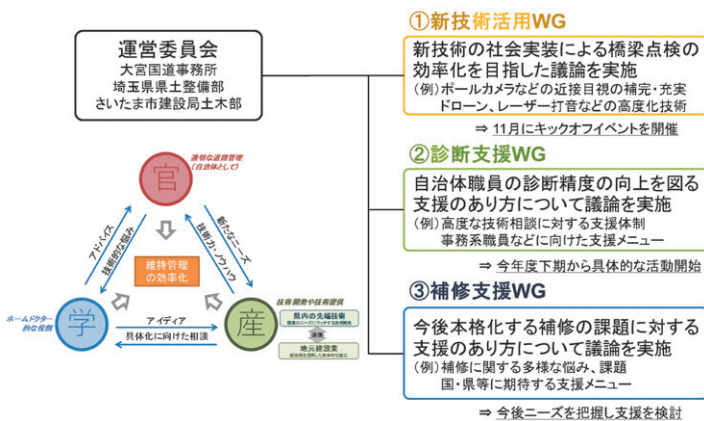 運営委員会
大宮国道事務所
埼玉県県土整備部
さいたま市建設局土木部
①新技術活用WG
新技術の社会実装による橋梁点検の
効率化を目指した議論を実施
（例）ポールカメラなどの近接目視の補完・充実
ドローン、レーザー打音などの高度化技術
⇒ 11月にキックオフイベントを開催
②診断支援WG
自治体職員の診断精度の向上を図る
支援のあり方について議論を実施
（例）高度な技術相談に対する支援体制
事務系職員などに向けた支援メニュー
⇒ 今年度下期から具体的な活動開始
③補修支援WG
今後本格化する補修の課題に対する
支援のあり方について議論を実施
（例）補修に関する多様な悩み、課題
国・県等に期待する支援メニュー
⇒ 今後ニーズを把握し支援を検討
適切な道路管理
（自治体として）
官
アドバイス
技術的な悩み
新たなニーズ
技術力・ノウハウ
維持管理
の効率化
ホームドクター
的な役割
学
アイディア
具体化に向けた相談
産
技術開発や技術提供
県内の先端技術
連携
地元建設業